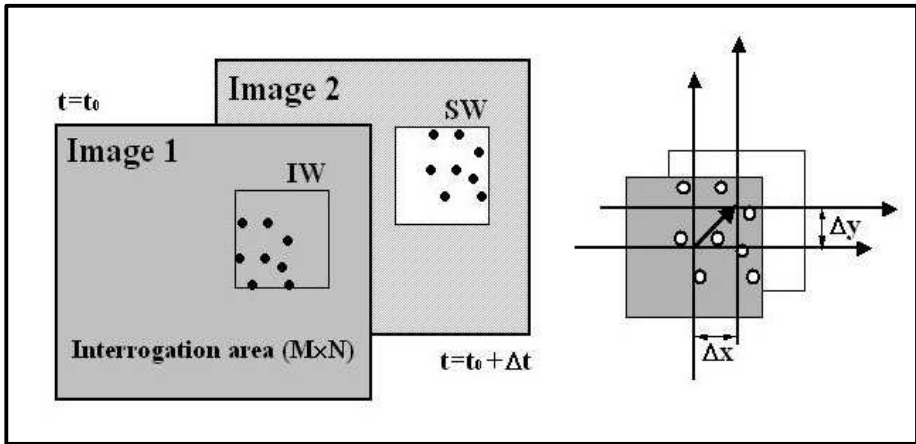 t=t₀
Image 1
IW
Interrogation area (M×N)
Image 2
SW
t=t₀ + Δt
Δy
Δx